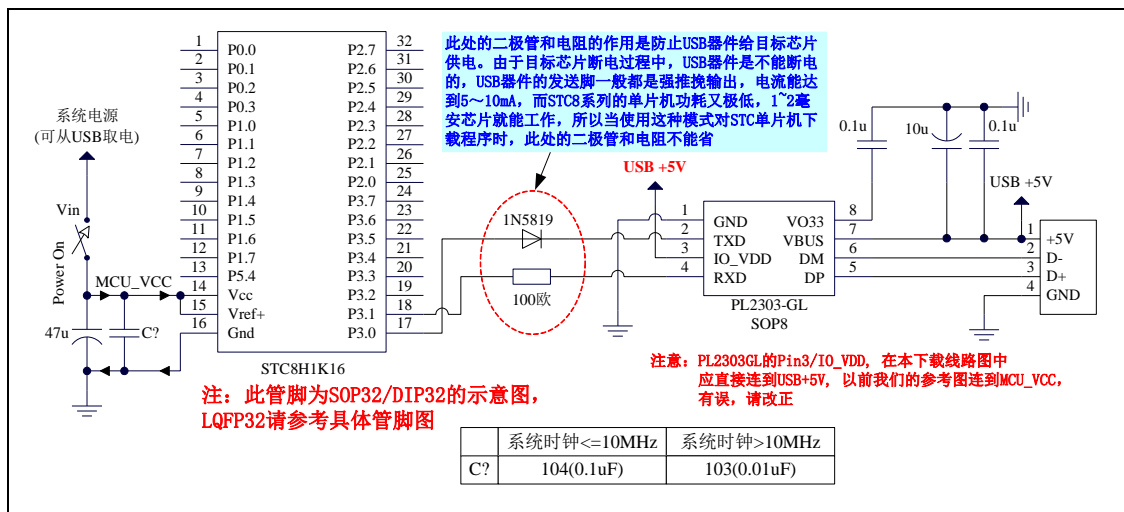 此处的二极管和电阻的作用是防止USB器件给目标芯片
供电。由于目标芯片断电过程中，USB器件是不能断电
的，USB器件的发送脚一般都是强推挽输出，电流能达
到5～10mA，而STC8系列的单片机功耗又极低，1~2毫
安芯片就能工作，所以当使用这种模式对STC单片机下
载程序时，此处的二极管和电阻不能省
系统电源
(可从USB取电)
Vin
Power On
MCU_VCC
47u
C?
1 P0.0
2 P0.1
3 P0.2
4 P0.3
5 P1.0
6 P1.1
7 P1.2
8 P1.3
9 P1.4
10 P1.5
11 P1.6
12 P1.7
13 P5.4
14 Vcc
15 Vref+
16 Gnd
P2.7 32
P2.6 31
P2.5 30
P2.4 29
P2.3 28
P2.2 27
P2.1 26
P2.0 25
P3.7 24
P3.6 23
P3.5 22
P3.4 21
P3.3 20
P3.2 19
P3.1 18
P3.0 17
STC8H1K16
1N5819
100欧
USB +5V
1 GND
2 TXD
3 IO_VDD
4 RXD
VO33 8
VBUS 7
DM 6
DP 5
PL2303-GL
SOP8
0.1u
10u
0.1u
USB +5V
1 +5V
2 D-
3 D+
4 GND
注：此管脚为SOP32/DIP32的示意图，
LQFP32请参考具体管脚图
注意：PL2303GL的Pin3/IO_VDD, 在本下载线路图中
应直接连到USB+5V, 以前我们的参考图连到MCU_VCC，
有误，请改正
系统时钟<=10MHz 系统时钟>10MHz
C? 104(0.1uF) 103(0.01uF)